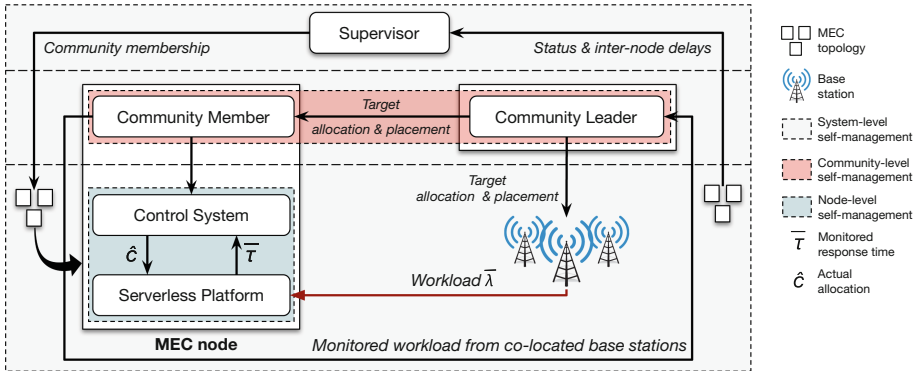 Supervisor
Community membership
Status & inter-node delays
Community Member
Target
allocation & placement
Community Leader
Target
allocation & placement
Control System
ĉ
τ̅
Serverless Platform
Workload λ̅
MEC node
Monitored workload from co-located base stations
MEC
topology
Base
station
System-level
self-management
Community-level
self-management
Node-level
self-management
τ̅
Monitored
response time
ĉ
Actual
allocation